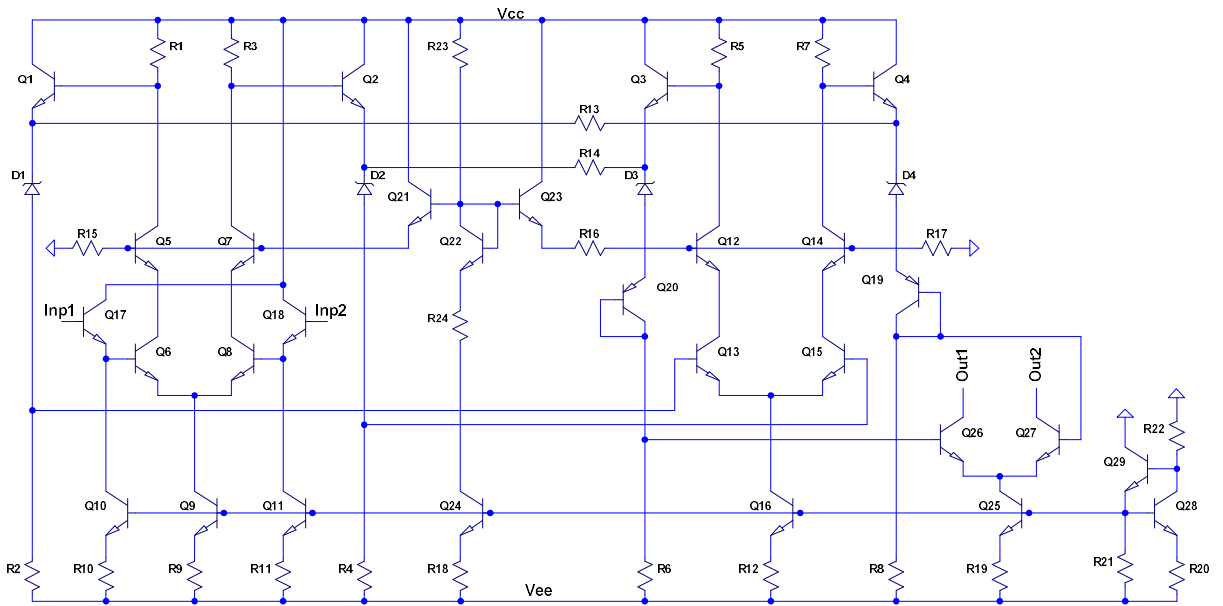 Vcc
R1
R3
R23
R5
R7
Q1
Q2
Q3
Q4
R13
R14
D1
D2
D3
D4
Q21
Q23
Q22
R15
Q5
Q7
R16
Q12
Q14
R17
Q20
Q19
Inp1
Q17
Q18
Inp2
R24
Q6
Q8
Q13
Q15
Out1
Out2
Q26
Q27
R22
Q29
Q10
Q9
Q11
Q24
Q16
Q25
Q28
R2
R10
R9
R11
R4
R18
R6
R12
R8
R19
R21
R20
Vee